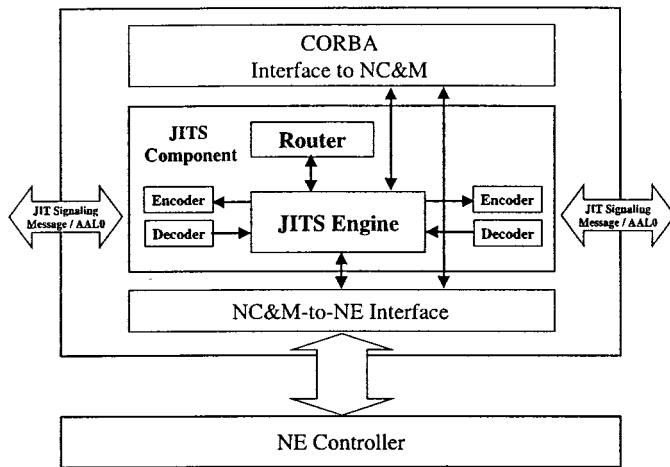 CORBA
Interface to NC&M
JITS
Component
Router
Encoder
Decoder
JITS Engine
Encoder
Decoder
JIT Signaling
Message / AAL0
JIT Signaling
Message / AAL0
NC&M-to-NE Interface
NE Controller